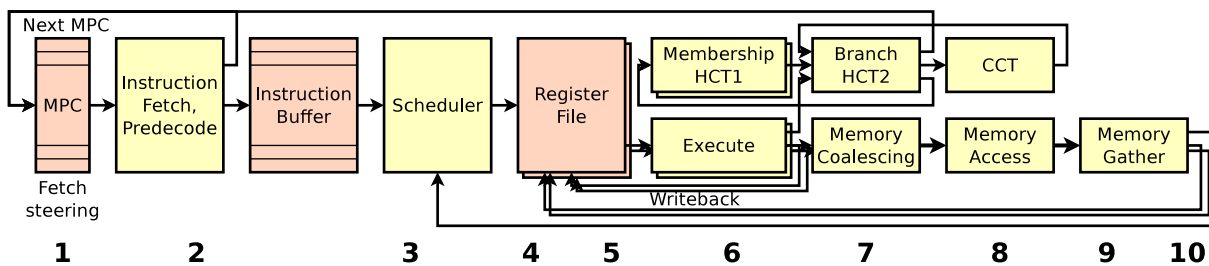 Next MPC
MPC
Fetch
steering
Instruction
Fetch,
Predecode
Instruction
Buffer
Scheduler
Register
File
Membership
HCT1
Branch
HCT2
CCT
Execute
Memory
Coalescing
Memory
Access
Memory
Gather
Writeback
1 2 3 4 5 6 7 8 9 10